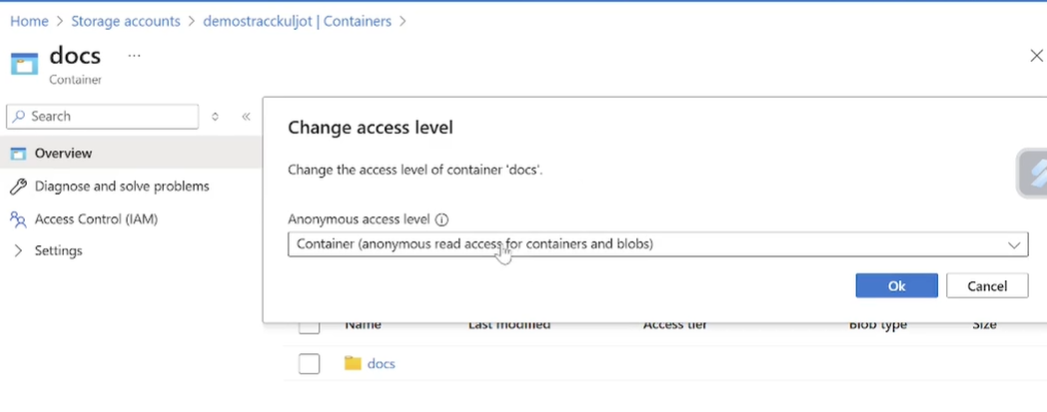 Home > Storage accounts > demostracckuljot | Containers >
docs ...
Container
Search
Overview
Diagnose and solve problems
Access Control (IAM)
Settings
Change access level
Change the access level of container 'docs'.
Anonymous access level
Container (anonymous read access for containers and blobs)
Ok Cancel
Name Last modified Access tier Blob type Size
docs